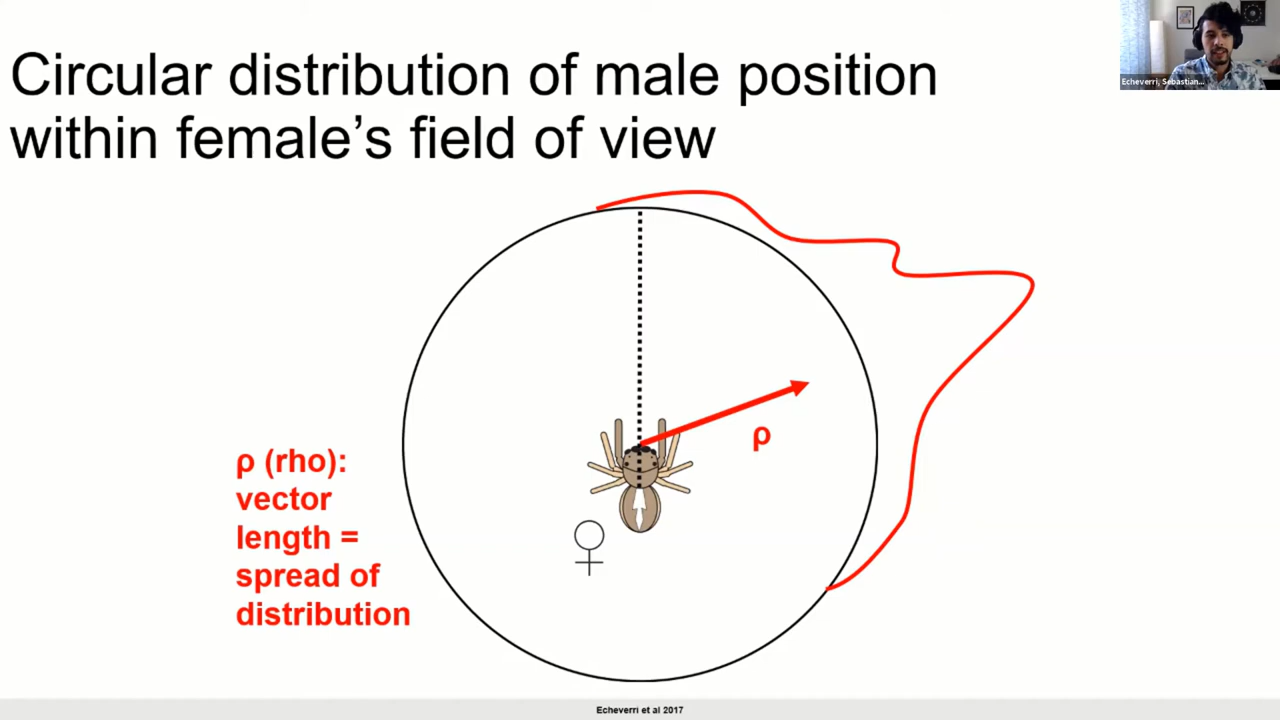 Circular distribution of male position
within female’s field of view
Echeverri, Sebastian...
ρ
ρ (rho):
vector
length =
spread of
distribution
Echeverri et al 2017